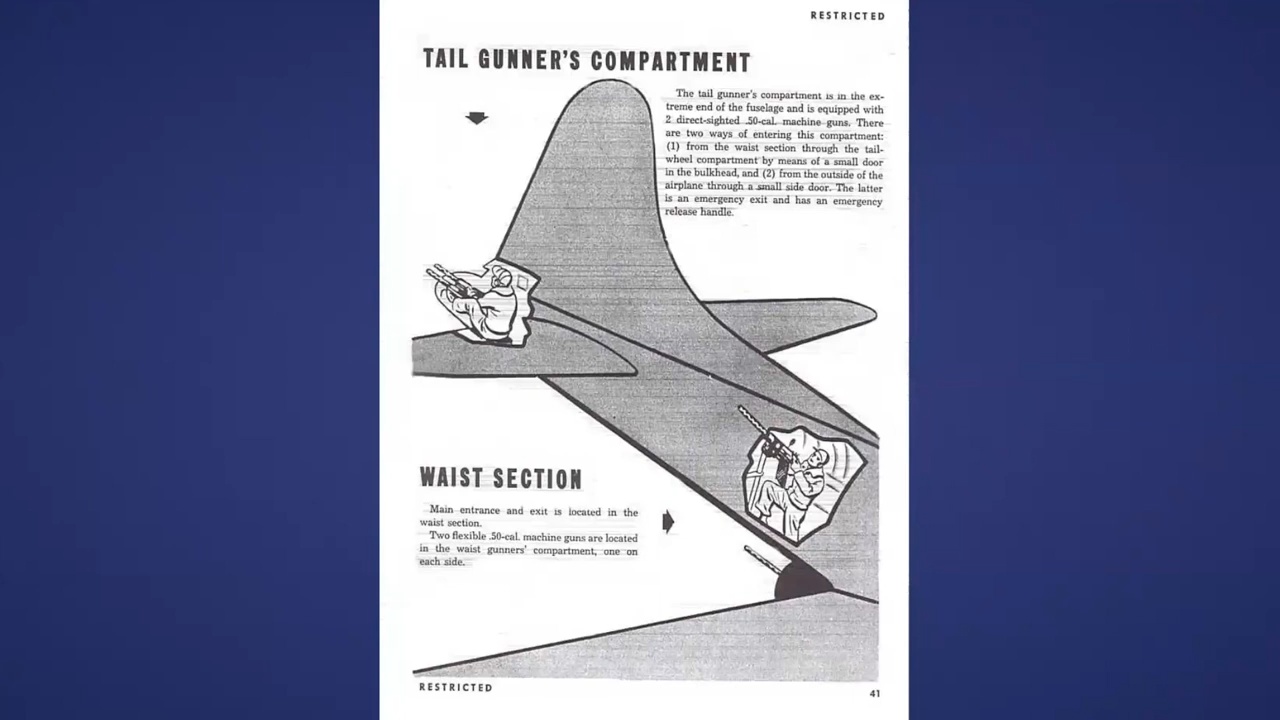 RESTRICTED
TAIL GUNNER'S COMPARTMENT
The tail gunner's compartment is in the ex-
treme end of the fuselage and is equipped with
2 direct-sighted .50-cal. machine guns. There
are two ways of entering this compartment:
(1) from the waist section through the tail-
wheel compartment by means of a small door
in the bulkhead, and (2) from the outside of the
airplane through a small side door. The latter
is an emergency exit and has an emergency
release handle.
WAIST SECTION
Main entrance and exit is located in the
waist section.
Two flexible .50-cal. machine guns are located
in the waist gunners' compartment, one on
each side.
RESTRICTED
41